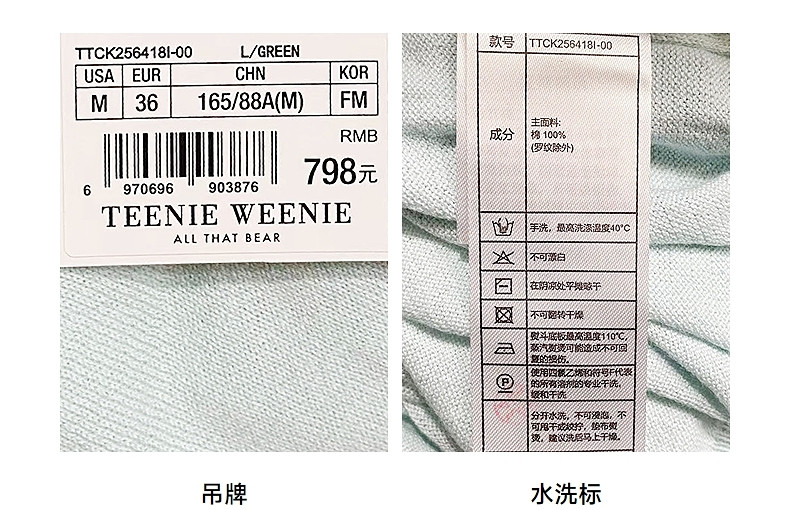 TTCK256418I-00 L/GREEN
USA EUR CHN KOR
M 36 165/88A(M) FM
RMB
798元
6 970696 903876
TEENIE WEENIE
ALL THAT BEAR
吊牌
款号 TTCK256418I-00
成分
主面料:
棉 100%
(罗纹除外)
手洗，最高洗涤温度40°C
不可漂白
在阴凉处平摊晾干
不可翻转干燥
熨斗底板最高温度110℃,
蒸汽熨烫可能造成不可回
复的损伤。
P
使用四氯乙烯和符号F代表
的所有溶剂的专业干洗,
缓和干洗
分开水洗，不可浸泡，不
可甩干或绞拧，垫布熨
烫，建议洗后马上干燥。
水洗标